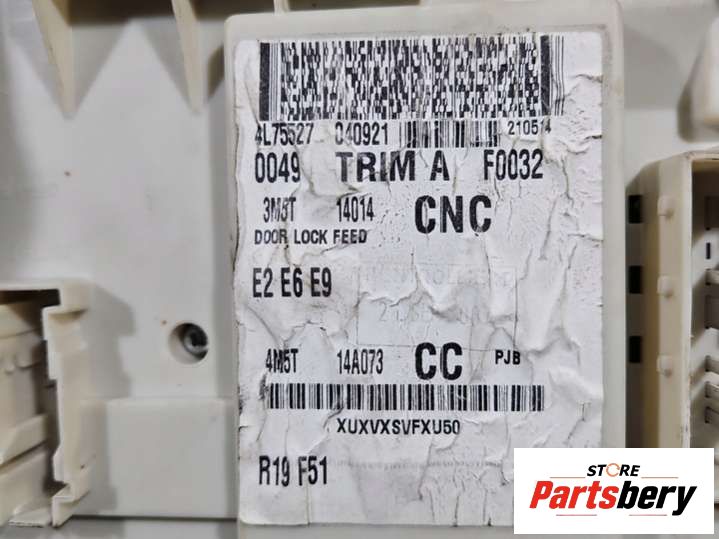 4L75527 040921 210514
0049 TRIM A F0032
3M5T 14014 CNC
DOOR LOCK FEED
E2 E6 E9
4M5T 14A073 CC PJB
XUXVXSVFXU50
R19 F51
STORE
Partsbery